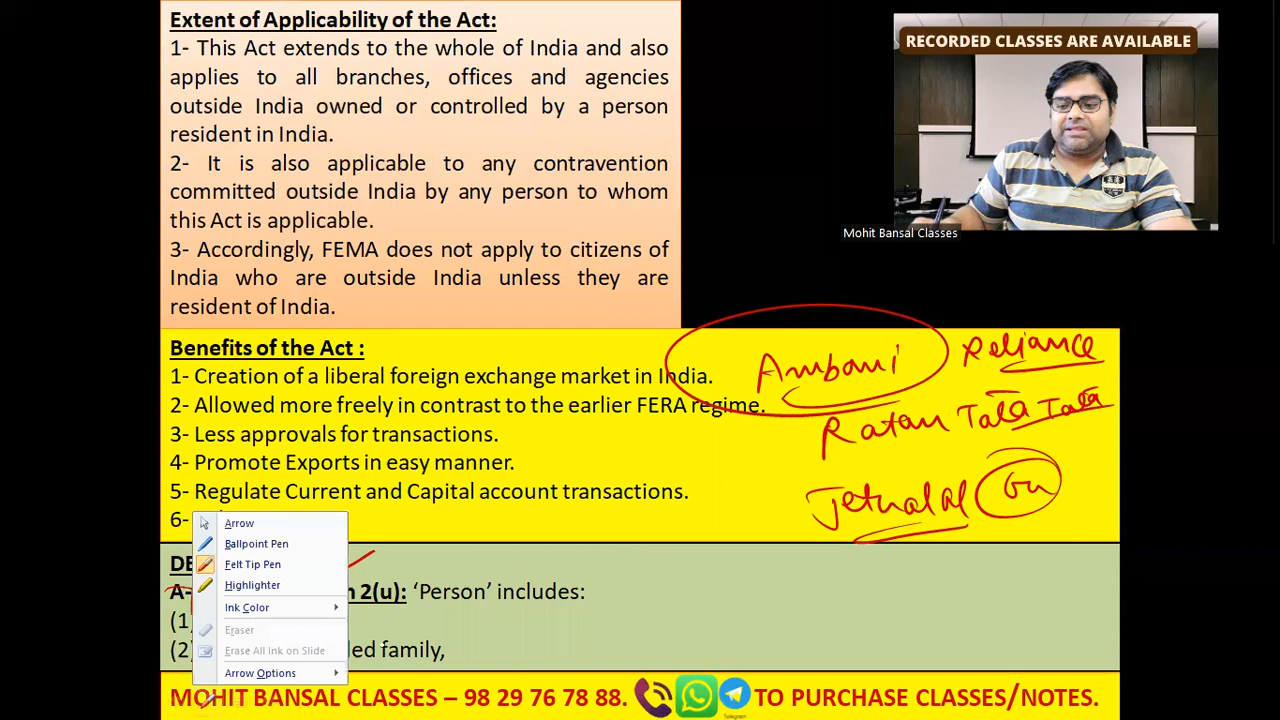 Extent of Applicability of the Act:
1- This Act extends to the whole of India and also
applies to all branches, offices and agencies
outside India owned or controlled by a person
resident in India.
2- It is also applicable to any contravention
committed outside India by any person to whom
this Act is applicable.
3- Accordingly, FEMA does not apply to citizens of
India who are outside India unless they are
resident of India.
RECORDED CLASSES ARE AVAILABLE
Mohit Bansal Classes
Benefits of the Act :
1- Creation of a liberal foreign exchange market in India.
2- Allowed more freely in contrast to the earlier FERA regime.
3- Less approvals for transactions.
4- Promote Exports in easy manner.
5- Regulate Current and Capital account transactions.
6-
Ambani Reliance
Ratan Tata Tata
Jethalal
Arrow
Ballpoint Pen
Felt Tip Pen
Highlighter
Ink Color
Eraser
Erase All Ink on Slide
Arrow Options
A- 2(u): ‘Person’ includes:
(1)
(2) family,
MOHIT BANSAL CLASSES – 98 29 76 78 88. TO PURCHASE CLASSES/NOTES.
Telegram